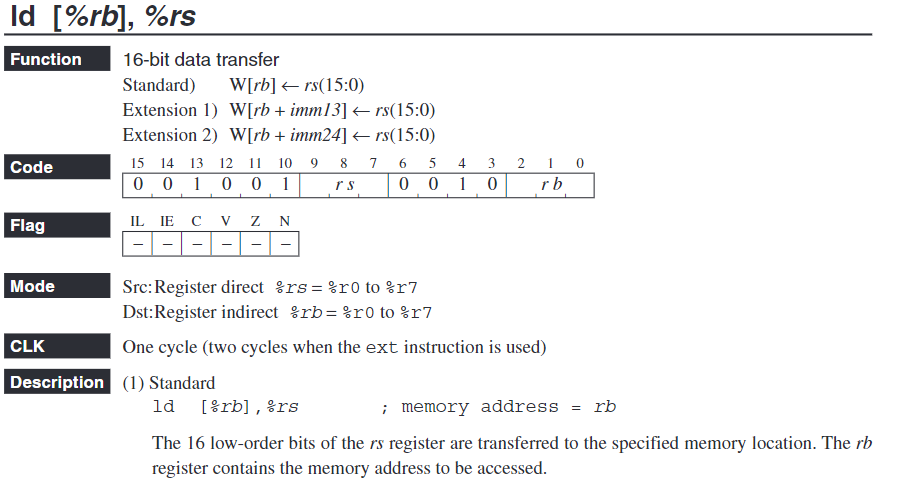 ld [%rb], %rs
Function 16-bit data transfer
Standard) W[rb] ← rs(15:0)
Extension 1) W[rb + imm13] ← rs(15:0)
Extension 2) W[rb + imm24] ← rs(15:0)
Code 15 14 13 12 11 10 9 8 7 6 5 4 3 2 1 0
0 0 1 0 0 1 r s 0 0 1 0 r b
Flag IL IE C V Z N
– – – – – –
Mode Src:Register direct %rs = %r0 to %r7
Dst:Register indirect %rb = %r0 to %r7
CLK One cycle (two cycles when the ext instruction is used)
Description (1) Standard
ld [%rb],%rs ; memory address = rb
The 16 low-order bits of the rs register are transferred to the specified memory location. The rb
register contains the memory address to be accessed.